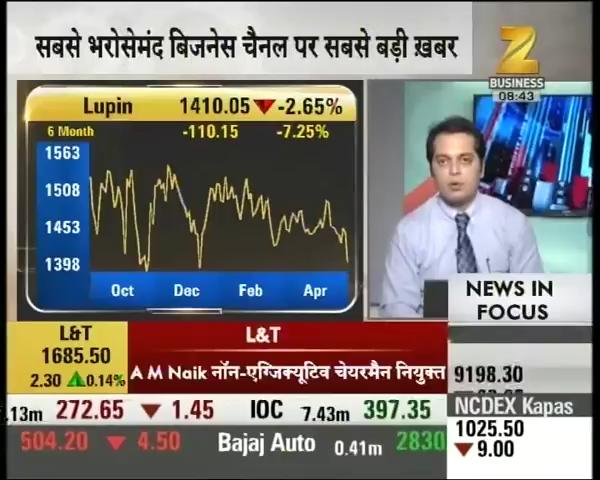 सबसे भरोसेमंद बिजनेस चैनल पर सबसे बड़ी ख़बर
Z
BUSINESS
08:43
Lupin 1410.05 -2.65%
6 Month -110.15 -7.25%
1563
1508
1453
1398
Oct Dec Feb Apr
NEWS IN
FOCUS
L&T
1685.50
2.30 0.14%
L&T
A M Naik नॉन-एग्जिक्यूटिव चेयरमैन नियुक्त
9198.30
NCDEX Kapas
1025.50
9.00
.13m 272.65 1.45 IOC 7.43m 397.35
504.20 4.50 Bajaj Auto 0.41m 2830